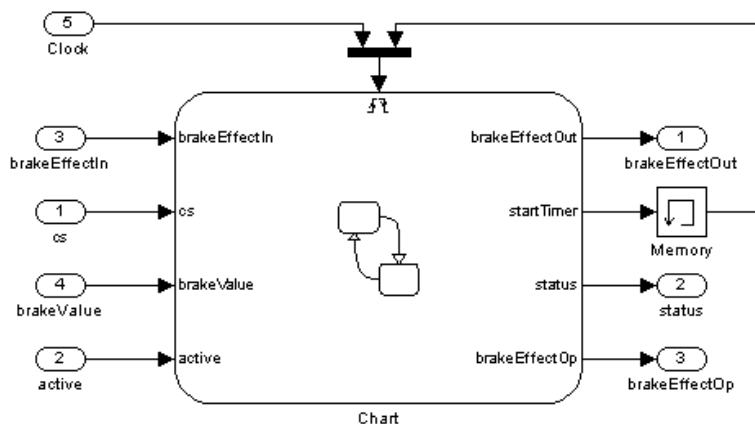 5
Clock
3
brakeEffectIn
brakeEffectIn
brakeEffectOut
1
brakeEffectOut
1
cs
cs
startTimer
Memory
4
brakeValue
brakeValue
status
2
status
2
active
active
brakeEffectOp
3
brakeEffectOp
Chart